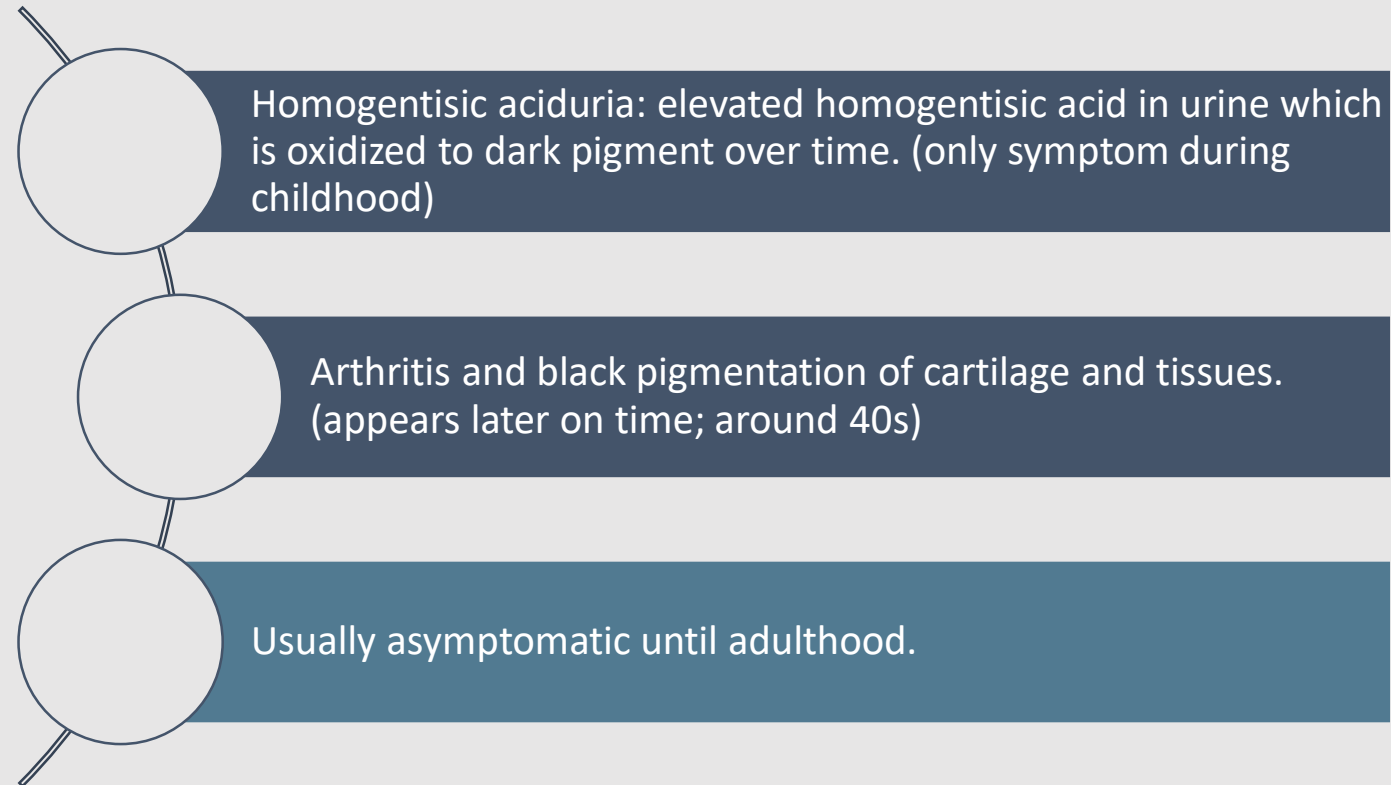 Homogentisic aciduria: elevated homogentisic acid in urine which
is oxidized to dark pigment over time. (only symptom during
childhood)
Arthritis and black pigmentation of cartilage and tissues.
(appears later on time; around 40s)
Usually asymptomatic until adulthood.